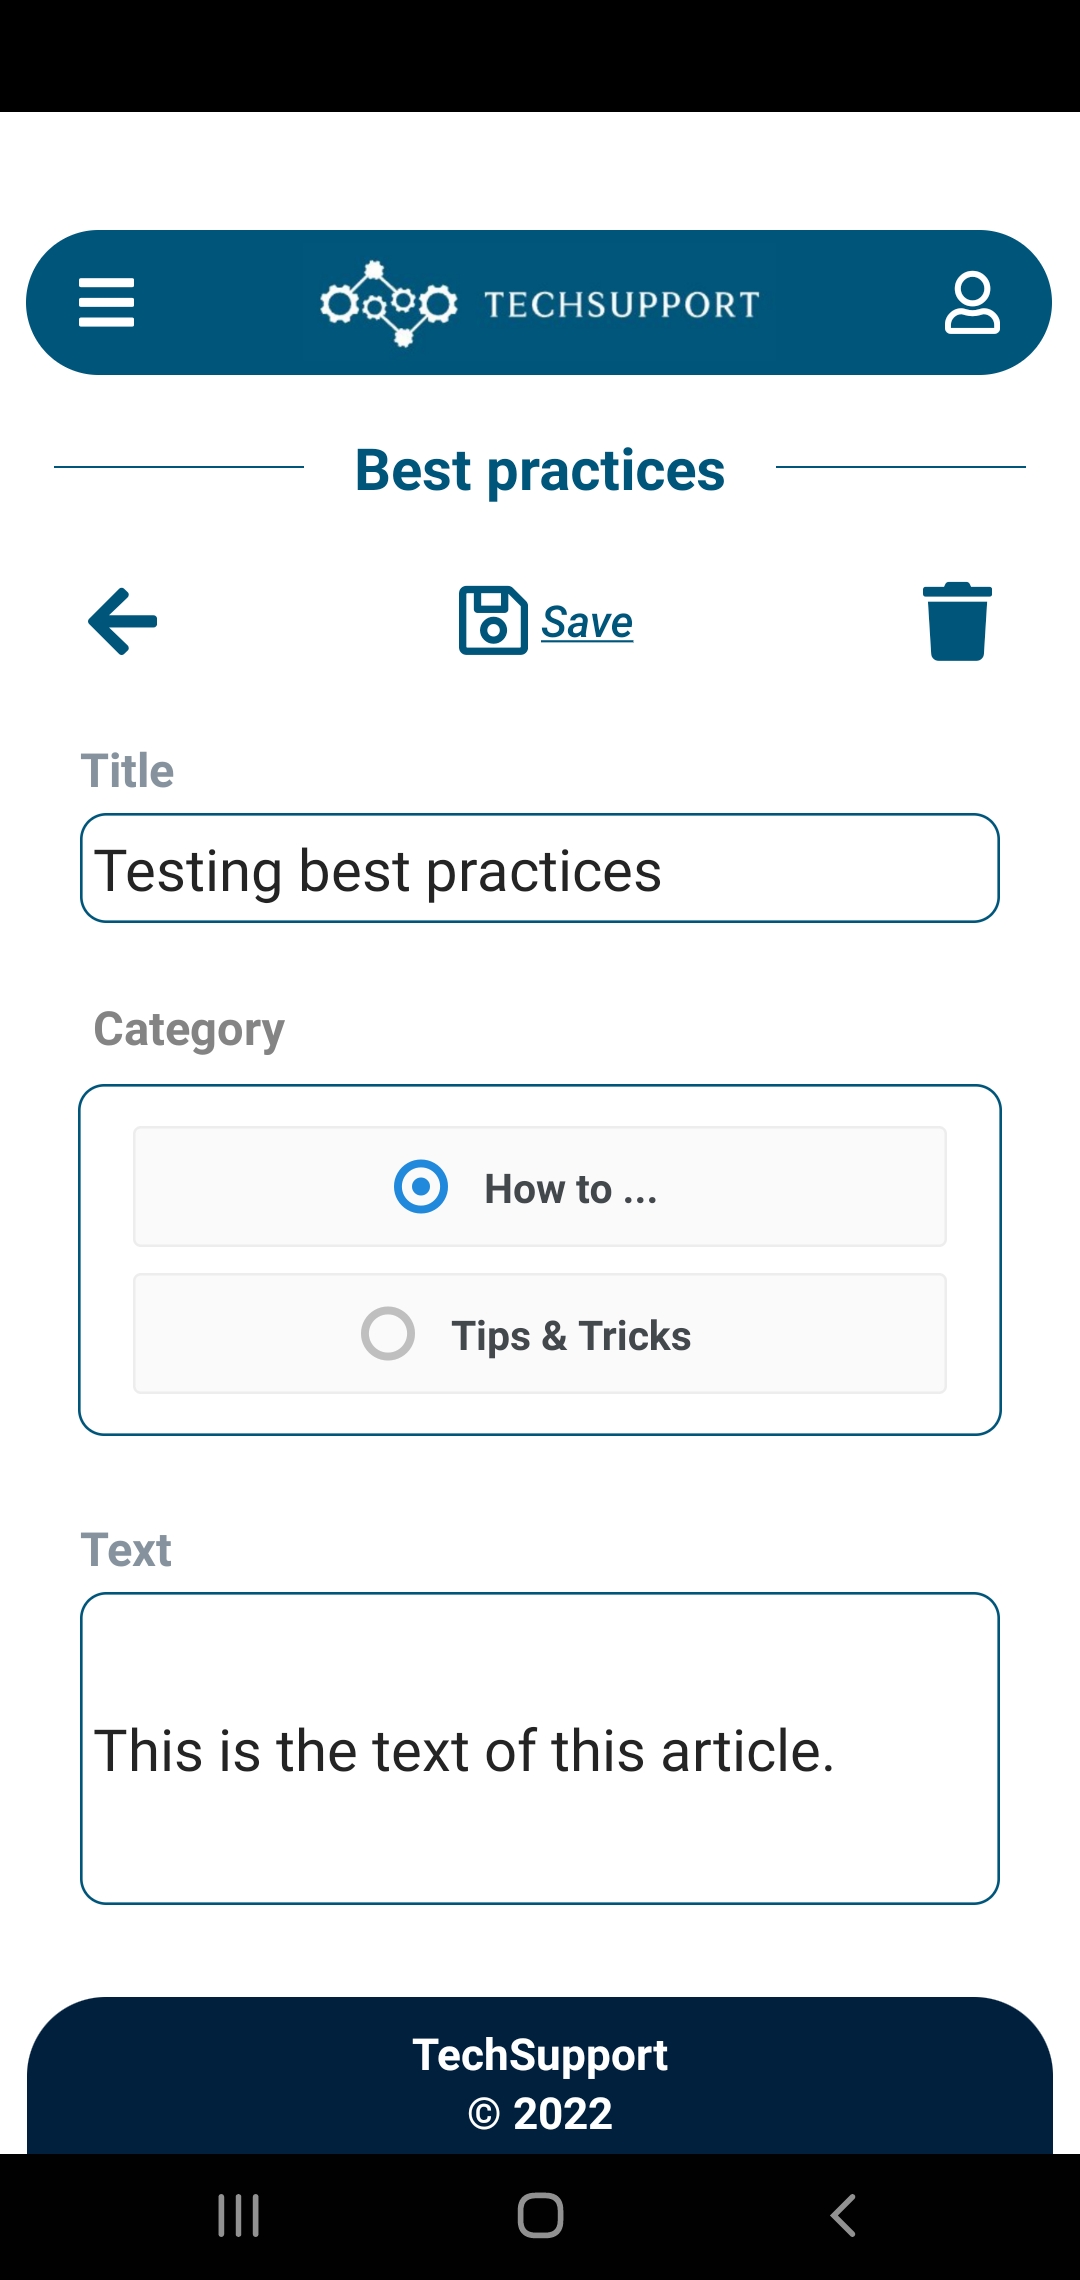 TECHSUPPORT
Best practices
Save
Title
Testing best practices
Category
How to ...
Tips & Tricks
Text
This is the text of this article.
TechSupport
© 2022